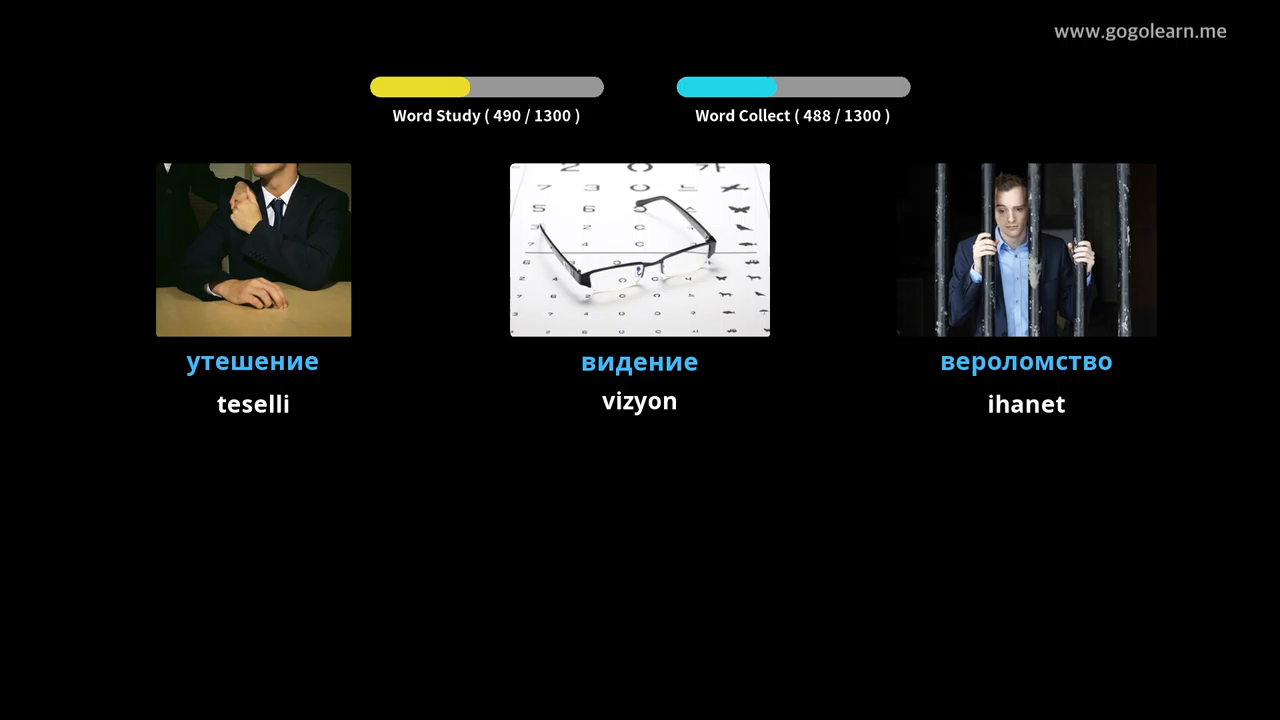 www.gogolearn.me
Word Study ( 490 / 1300 )
Word Collect ( 488 / 1300 )
утешение
видение
вероломство
teselli
vizyon
ihanet